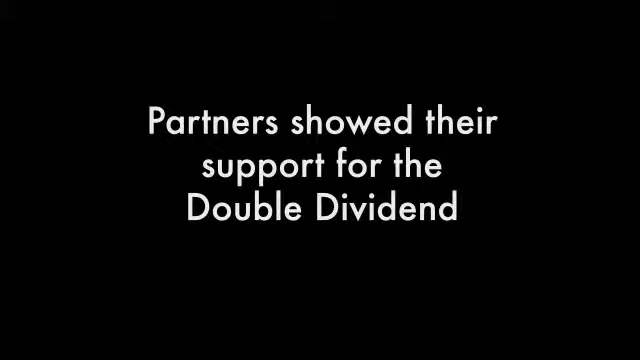 Partners showed their
support for the
Double Dividend